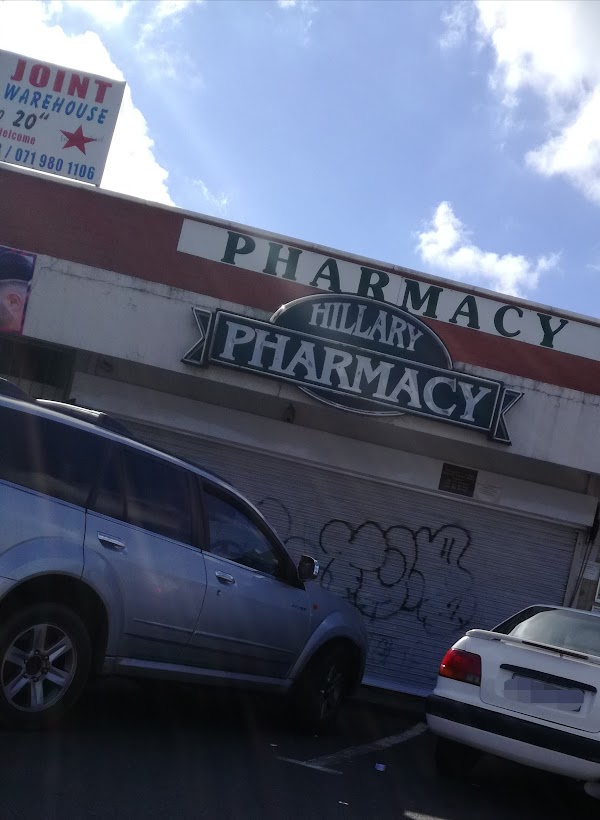 JOINT
WAREHOUSE
20"
elcome
/ 071 980 1106
PHARMACY
HILLARY
PHARMACY